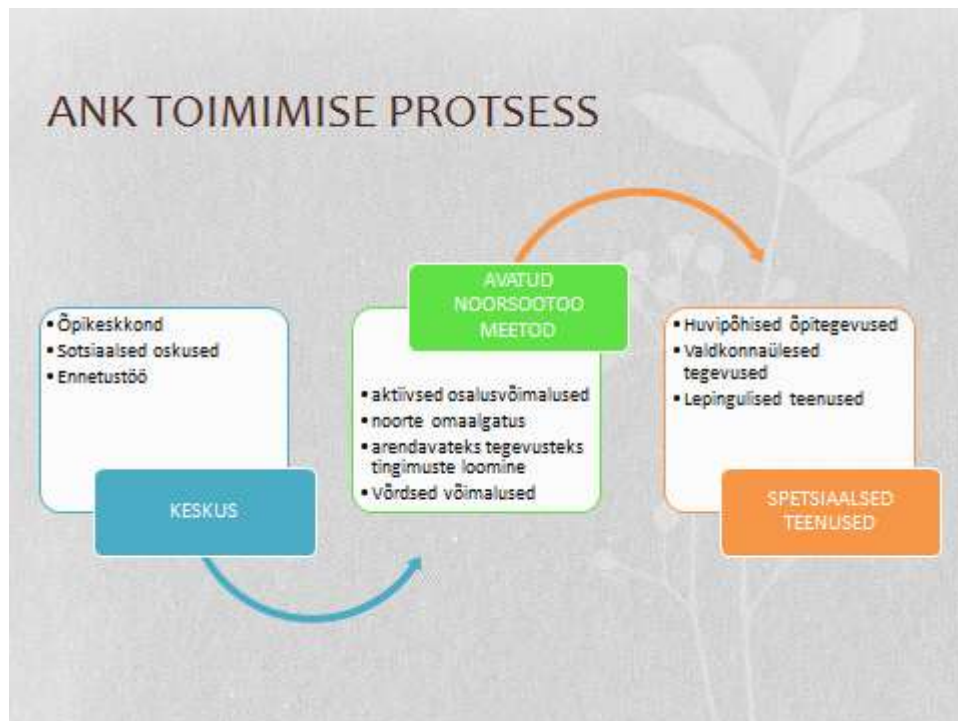 ANK TOIMIMISE PROTSESS
• Õpikeskkond
• Sotsiaalsed oskused
• Ennetustöö
KESKUS
AVATUD
NOORSOOTOO
MEETOD
• aktiivsed osalusvõimalused
• noorte omaalgatus
• arendavateks tegevusteks
tingimuste loomine
• Võrdsed võimalused
• Huvipõhised õpitegevused
• Valdkonnaülesed
tegevused
• Lepingulised teenused
SPETSIAALSED
TEENUSED